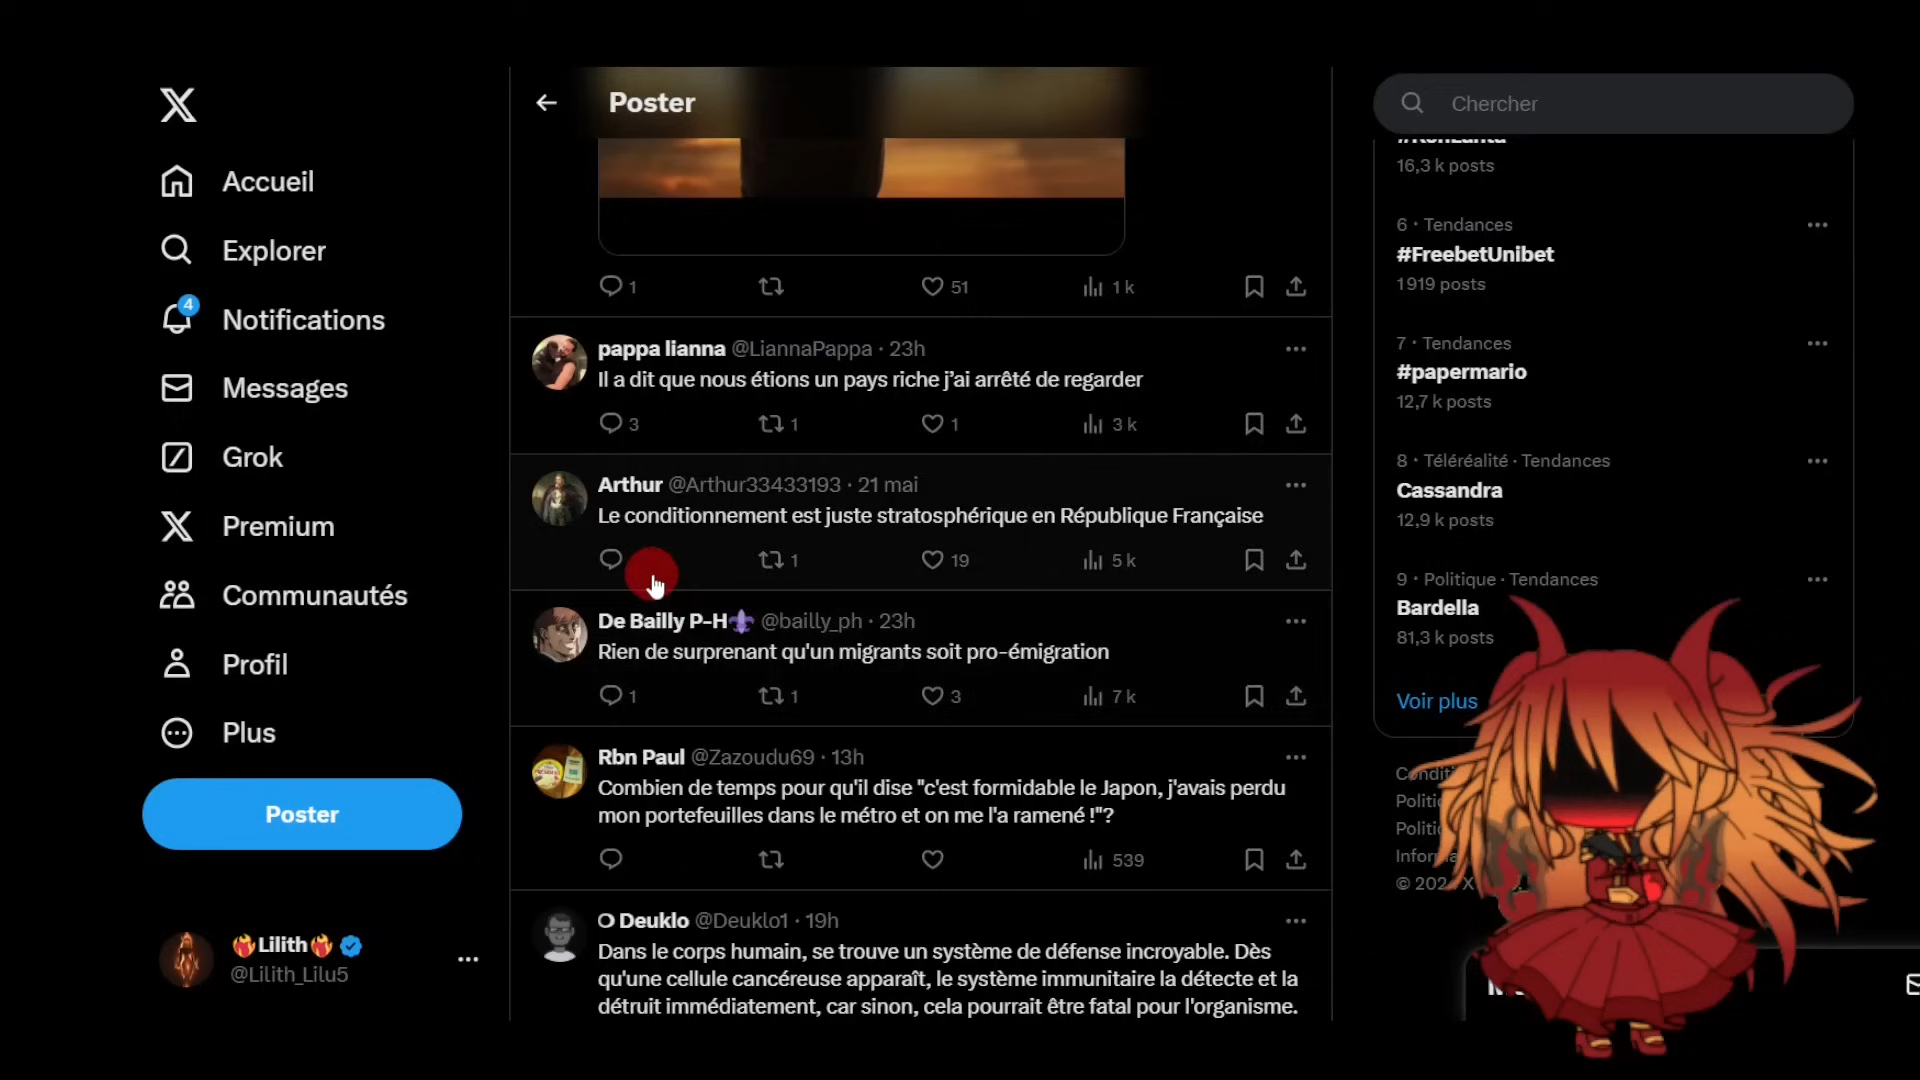 Accueil
Explorer
4
Notifications
Messages
Grok
Premium
Communautés
Profil
Plus
Poster
🔥Lilith🔥
@Lilith_Lilu5
Poster
1
51
1 k
pappa lianna @LiannaPappa · 23h
Il a dit que nous étions un pays riche j'ai arrêté de regarder
3
1
1
3 k
Arthur @Arthur33433193 · 21 mai
Le conditionnement est juste stratosphérique en République Française
1
19
5 k
De Bailly P-H⚜ @bailly_ph · 23h
Rien de surprenant qu'un migrants soit pro-émigration
1
1
3
7 k
Rbn Paul @Zazoudu69 · 13h
Combien de temps pour qu'il dise "c'est formidable le Japon, j'avais perdu
mon portefeuilles dans le métro et on me l'a ramené !"?
539
O Deuklo @Deuklo1 · 19h
Dans le corps humain, se trouve un système de défense incroyable. Dès
qu'une cellule cancéreuse apparaît, le système immunitaire la détecte et la
détruit immédiatement, car sinon, cela pourrait être fatal pour l'organisme.
Chercher
16,3 k posts
6 · Tendances
#FreebetUnibet
1 919 posts
7 · Tendances
#papermario
12,7 k posts
8 · Téléréalité · Tendances
Cassandra
12,9 k posts
9 · Politique · Tendances
Bardella
81,3 k posts
Voir plus